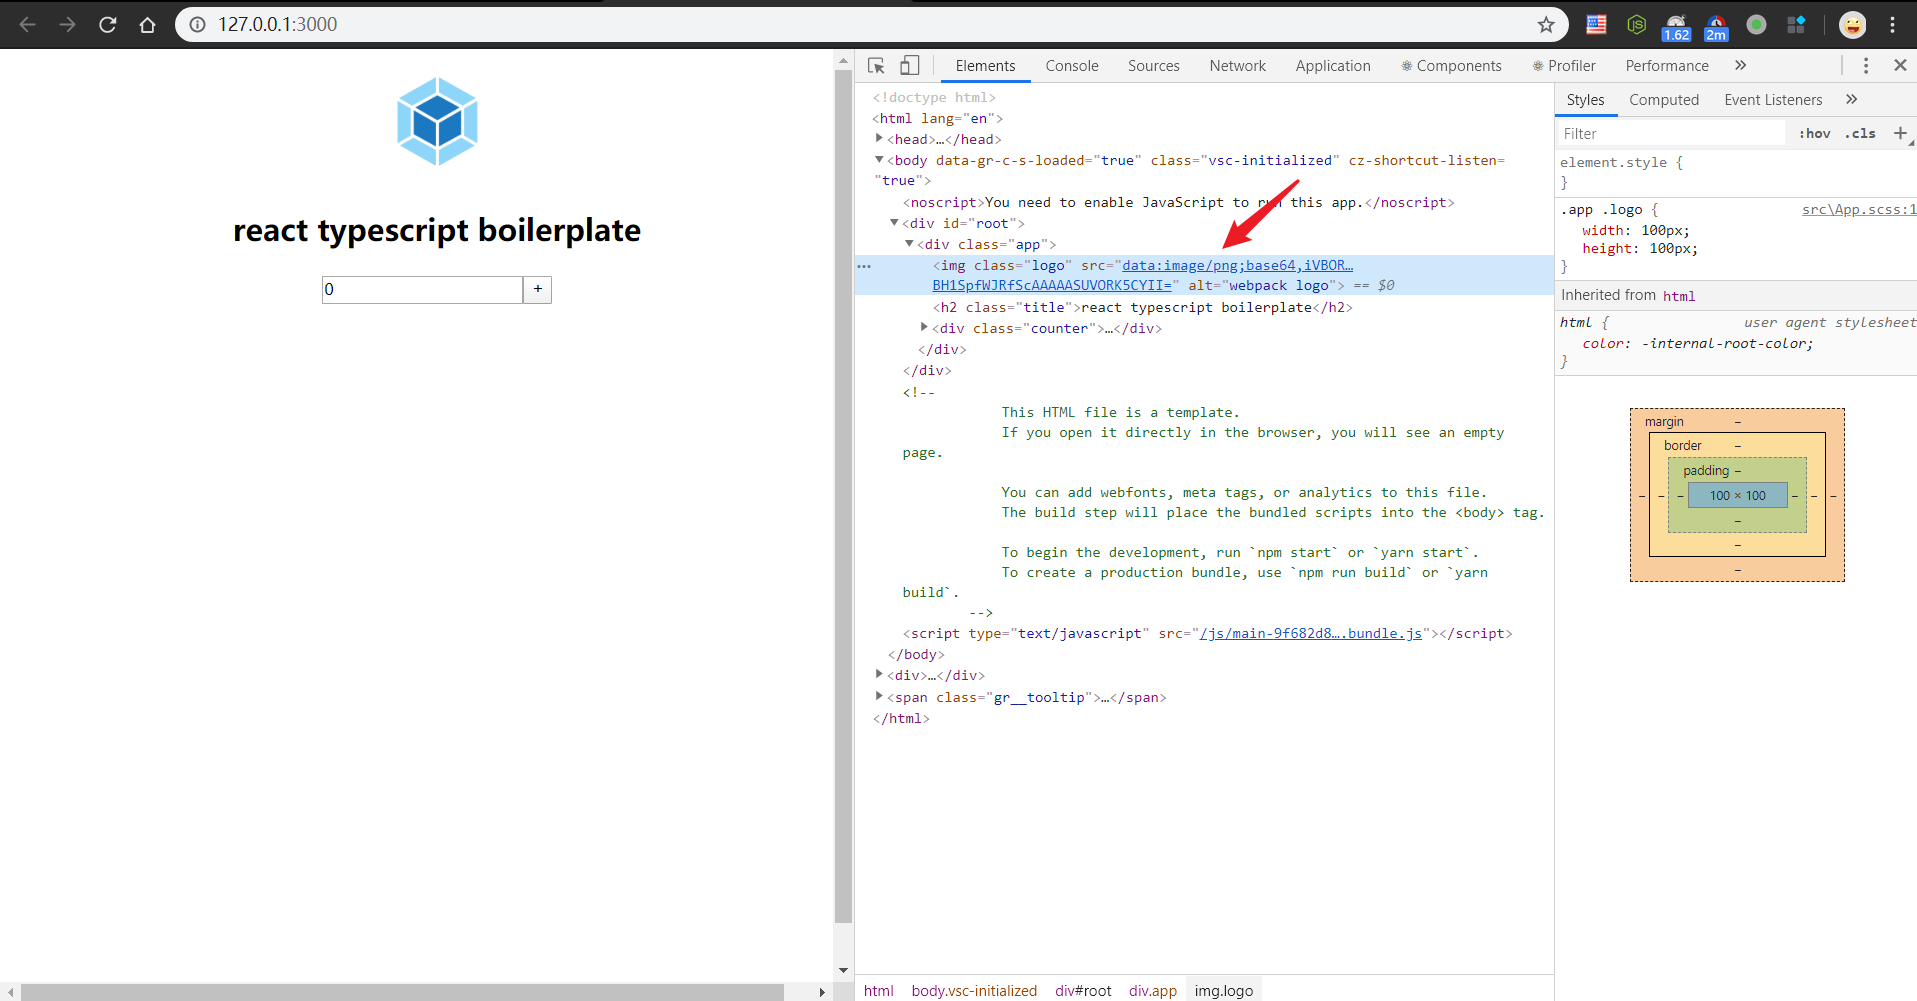 127.0.0.1:3000
1.62
2m
react typescript boilerplate
0
+
Elements Console Sources Network Application Components Profiler Performance »
<!doctype html>
<html lang="en">
<head>…</head>
<body data-gr-c-s-loaded="true" class="vsc-initialized" cz-shortcut-listen=
"true">
<noscript>You need to enable JavaScript to run this app.</noscript>
<div id="root">
<div class="app">
<img class="logo" src="data:image/png;base64,iVBOR…
BH1SpfWJRfScAAAAASUVORK5CYII=" alt="webpack logo"> == $0
<h2 class="title">react typescript boilerplate</h2>
<div class="counter">…</div>
</div>
</div>
<!--
This HTML file is a template.
If you open it directly in the browser, you will see an empty
page.
You can add webfonts, meta tags, or analytics to this file.
The build step will place the bundled scripts into the <body> tag.
To begin the development, run `npm start` or `yarn start`.
To create a production bundle, use `npm run build` or `yarn
build`.
-->
<script type="text/javascript" src="/js/main-9f682d8….bundle.js"></script>
</body>
<div>…</div>
<span class="gr__tooltip">…</span>
</html>
html body.vsc-initialized div#root div.app img.logo
Styles Computed Event Listeners »
Filter :hov .cls +
element.style {
}
.app .logo { src\App.scss:1
width: 100px;
height: 100px;
}
Inherited from html
html { user agent stylesheet
color: -internal-root-color;
}
margin –
border –
padding –
– – – 100 × 100 – – –
–
–
–